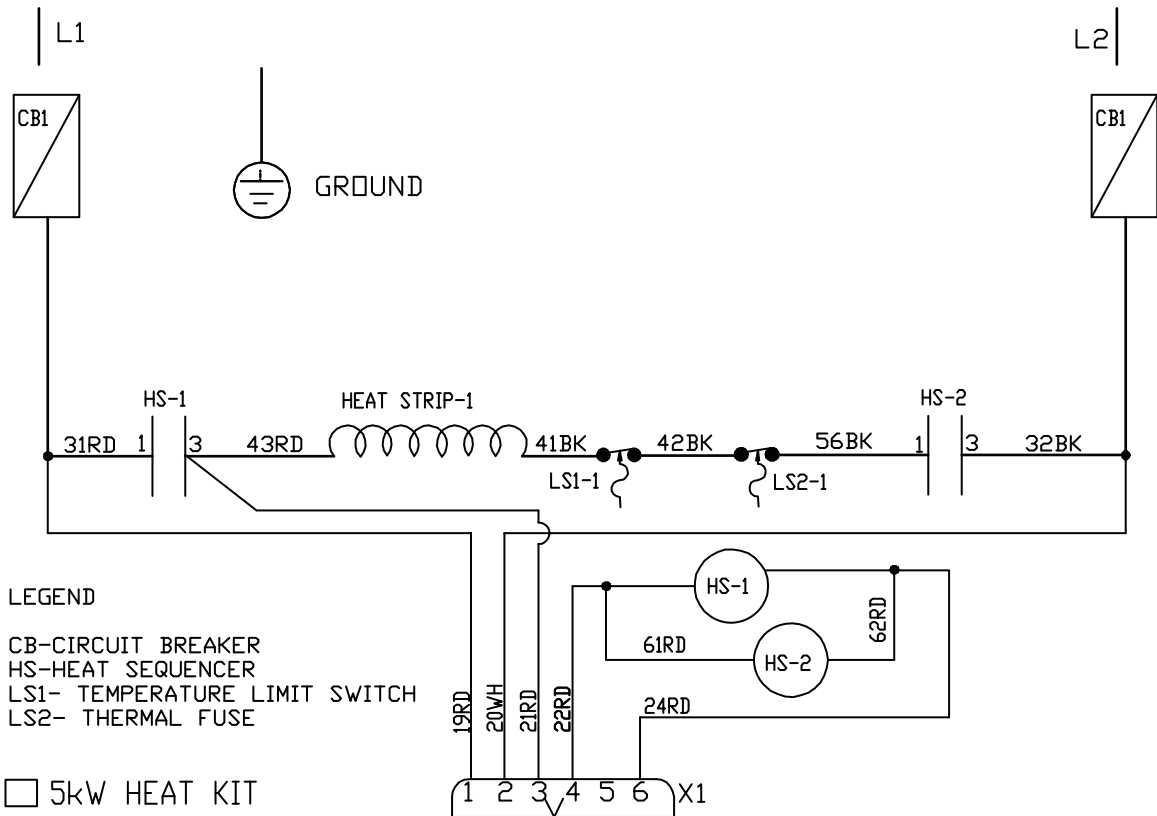 L1
L2
CB1
CB1
GROUND
HS-1
HEAT STRIP-1
HS-2
31RD 1 3 43RD 41BK 42BK 56BK 1 3 32BK
LS1-1
LS2-1
HS-1
62RD
61RD
HS-2
24RD
19RD
20WH
21RD
22RD
LEGEND
CB-CIRCUIT BREAKER
HS-HEAT SEQUENCER
LS1- TEMPERATURE LIMIT SWITCH
LS2- THERMAL FUSE
5kW HEAT KIT
1 2 3 4 5 6 X1